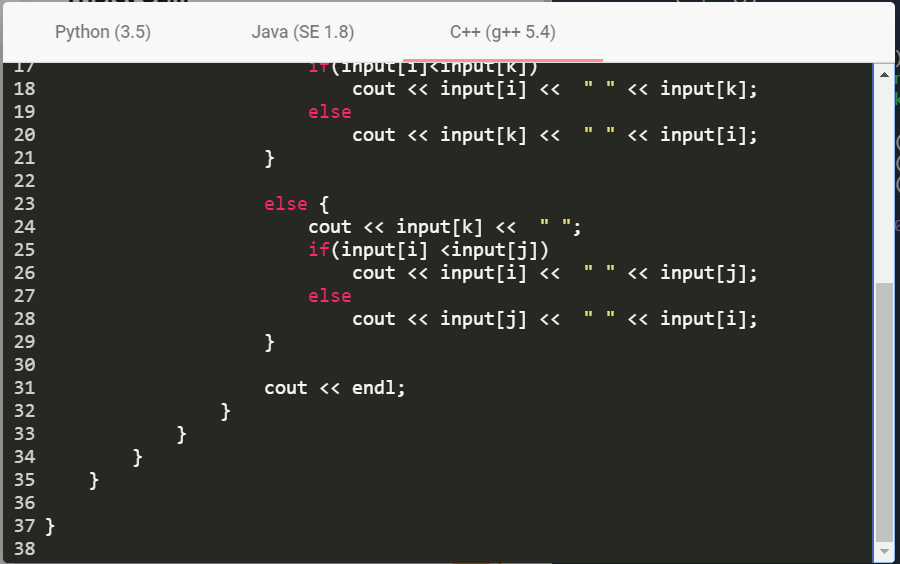 Python (3.5) Java (SE 1.8) C++ (g++ 5.4)
17 if(input[i]<input[k])
18 cout << input[i] << " " << input[k];
19 else
20 cout << input[k] << " " << input[i];
21 }
22
23 else {
24 cout << input[k] << " ";
25 if(input[i] <input[j])
26 cout << input[i] << " " << input[j];
27 else
28 cout << input[j] << " " << input[i];
29 }
30
31 cout << endl;
32 }
33 }
34 }
35 }
36
37 }
38